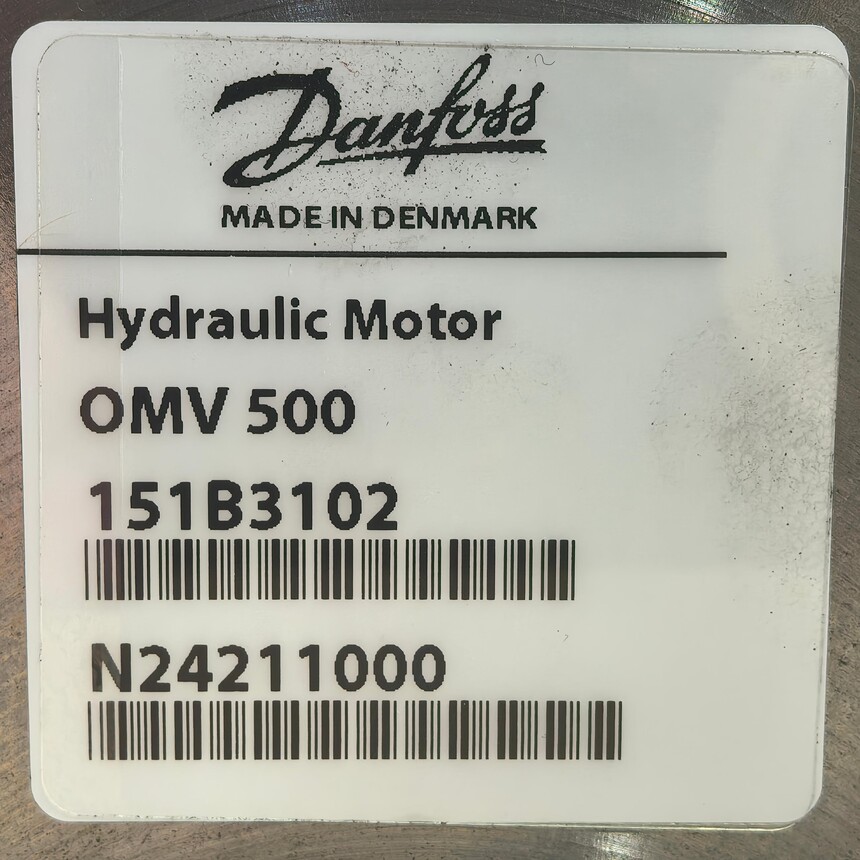 Danfoss
MADE IN DENMARK
Hydraulic Motor
OMV 500
151B3102
N24211000